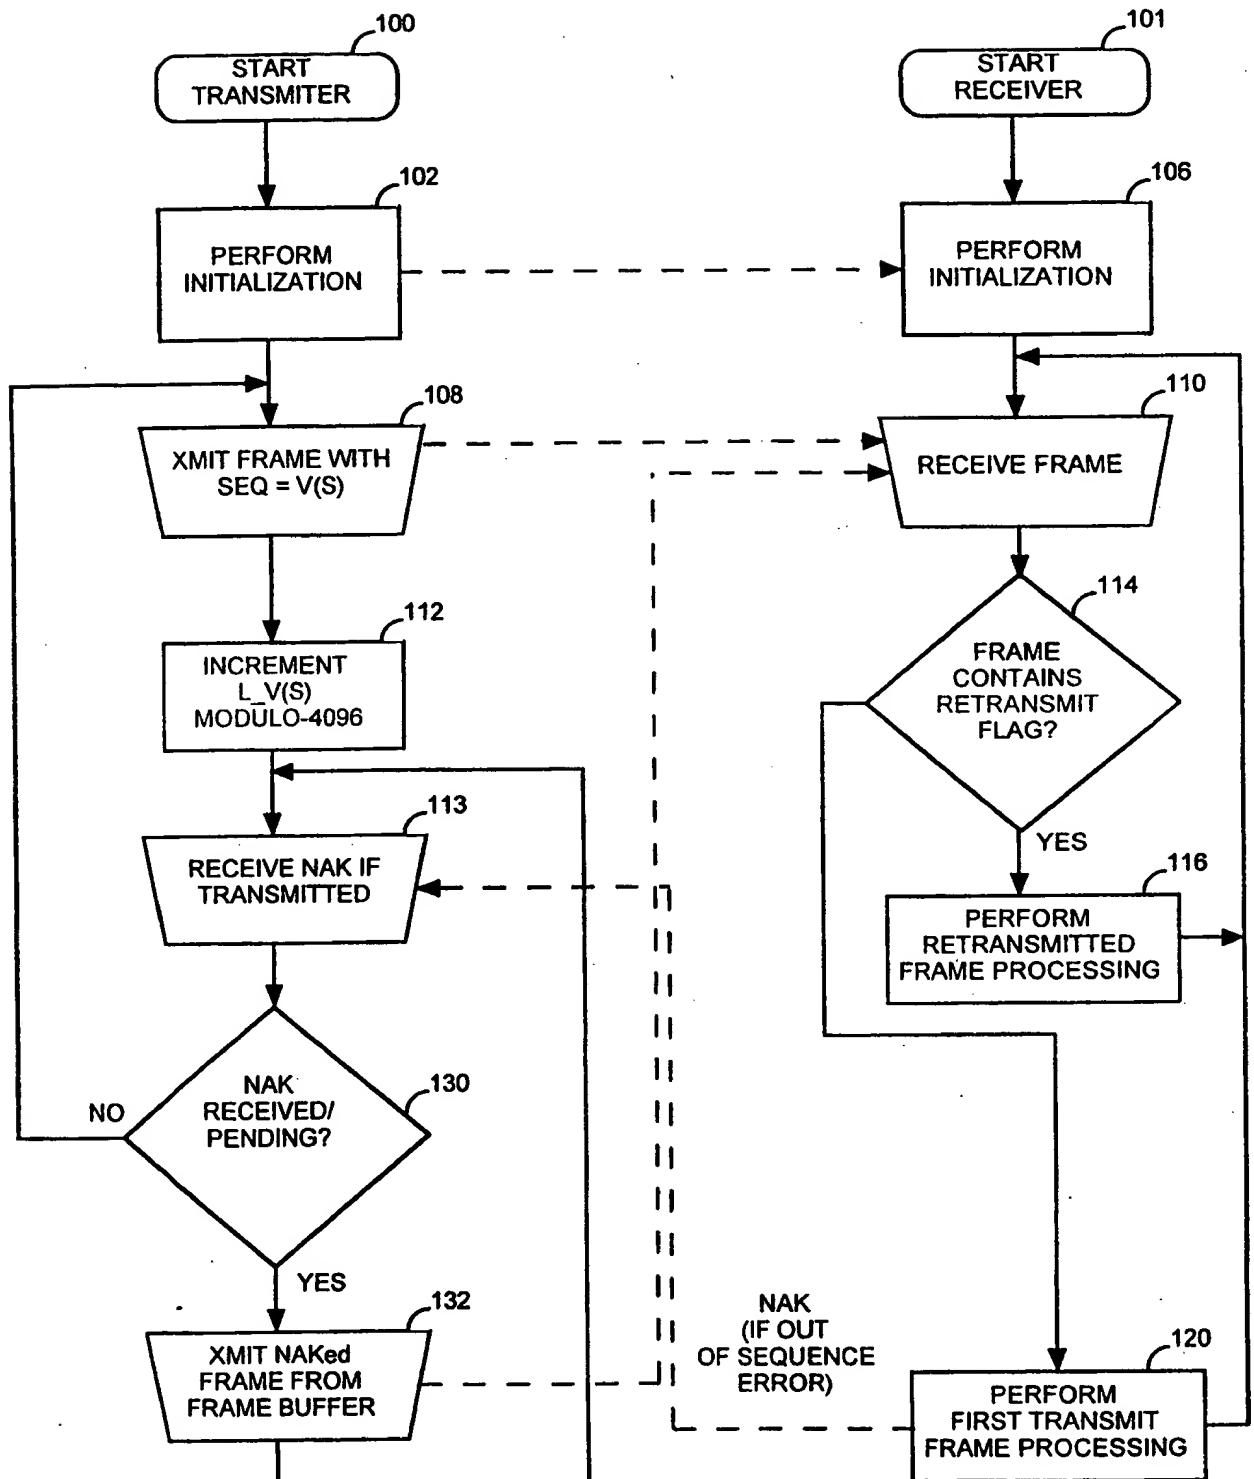 100
START
TRANSMITER
102
PERFORM
INITIALIZATION
108
XMIT FRAME WITH
SEQ = V(S)
112
INCREMENT
L_V(S)
MODULO-4096
113
RECEIVE NAK IF
TRANSMITTED
130
NAK
RECEIVED/
PENDING?
NO
YES
132
XMIT NAKed
FRAME FROM
FRAME BUFFER
101
START
RECEIVER
106
PERFORM
INITIALIZATION
110
RECEIVE FRAME
114
FRAME
CONTAINS
RETRANSMIT
FLAG?
YES
116
PERFORM
RETRANSMITTED
FRAME PROCESSING
NAK
(IF OUT
OF SEQUENCE
ERROR)
120
PERFORM
FIRST TRANSMIT
FRAME PROCESSING